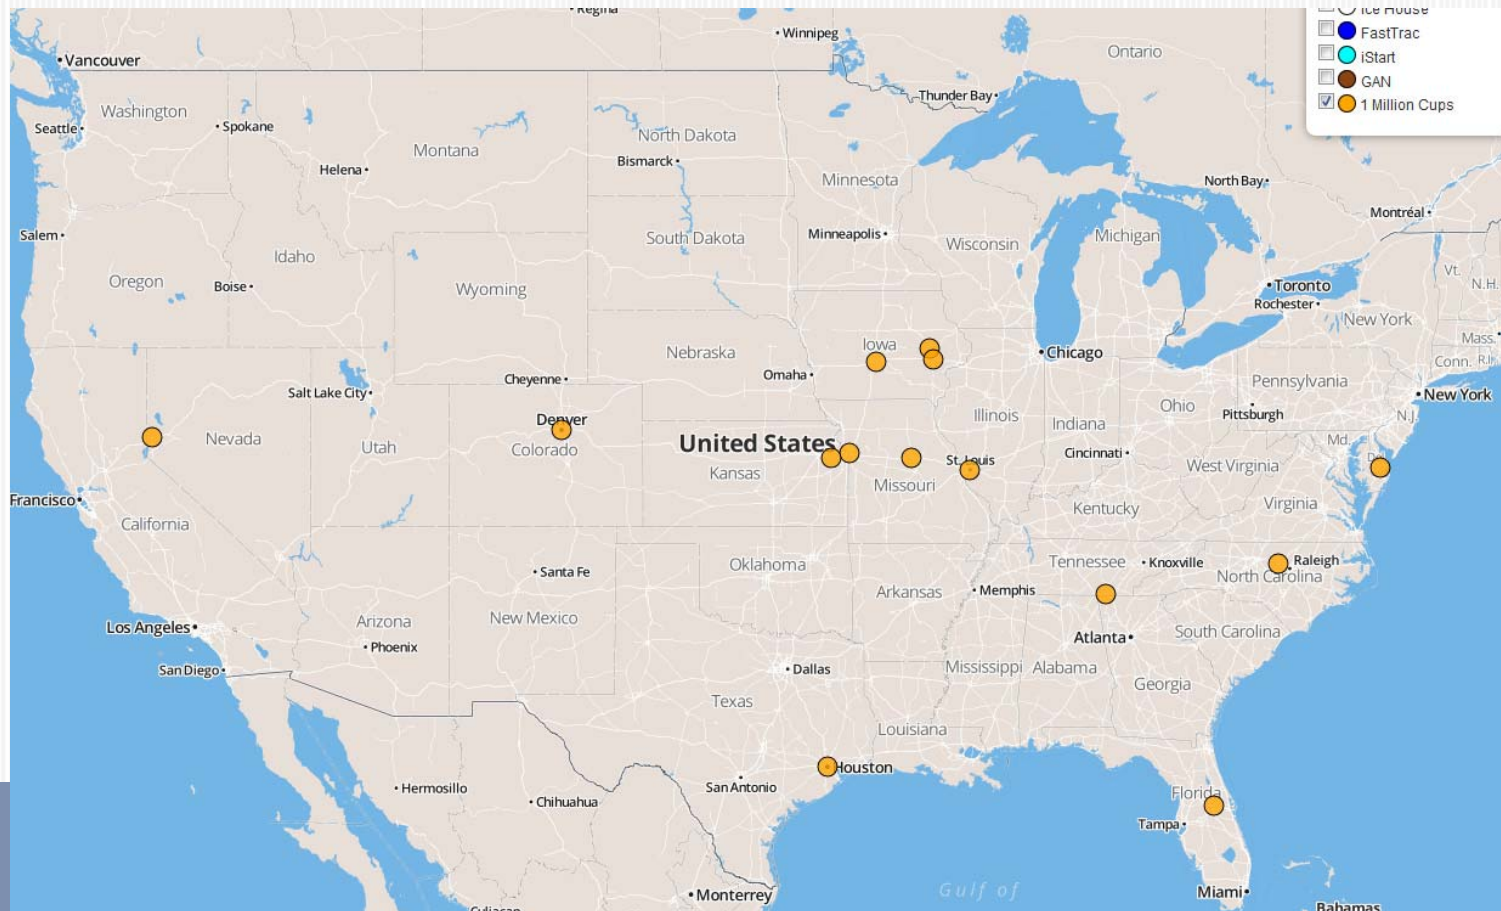 Regina
Winnipeg
Ontario
Ice House
FastTrac
iStart
GAN
1 Million Cups
Vancouver
Thunder Bay
Washington
Seattle
Spokane
North Dakota
Montana
Bismarck
Helena
Minnesota
North Bay
Montréal
Salem
South Dakota
Minneapolis
Wisconsin
Michigan
Idaho
Oregon
Boise
Wyoming
Toronto
Rochester
Vt.
N.H.
New York
Mass.
Iowa
Nebraska
Chicago
Conn.
R.I.
Omaha
Cheyenne
Salt Lake City
Pennsylvania
New York
Ohio
Pittsburgh
N.J.
Denver
Illinois
Indiana
Nevada
Utah
Colorado
United States
Kansas
Missouri
St. Louis
Cincinnati
Md.
West Virginia
Francisco
California
Kentucky
Virginia
Oklahoma
Tennessee
Knoxville
Raleigh
North Carolina
Santa Fe
Arkansas
Memphis
New Mexico
Arizona
Los Angeles
Phoenix
Atlanta
South Carolina
San Diego
Dallas
Mississippi
Alabama
Georgia
Texas
Louisiana
Houston
San Antonio
Hermosillo
Chihuahua
Florida
Tampa
Monterrey
Gulf of
Miami
Culiacan
Bahamas